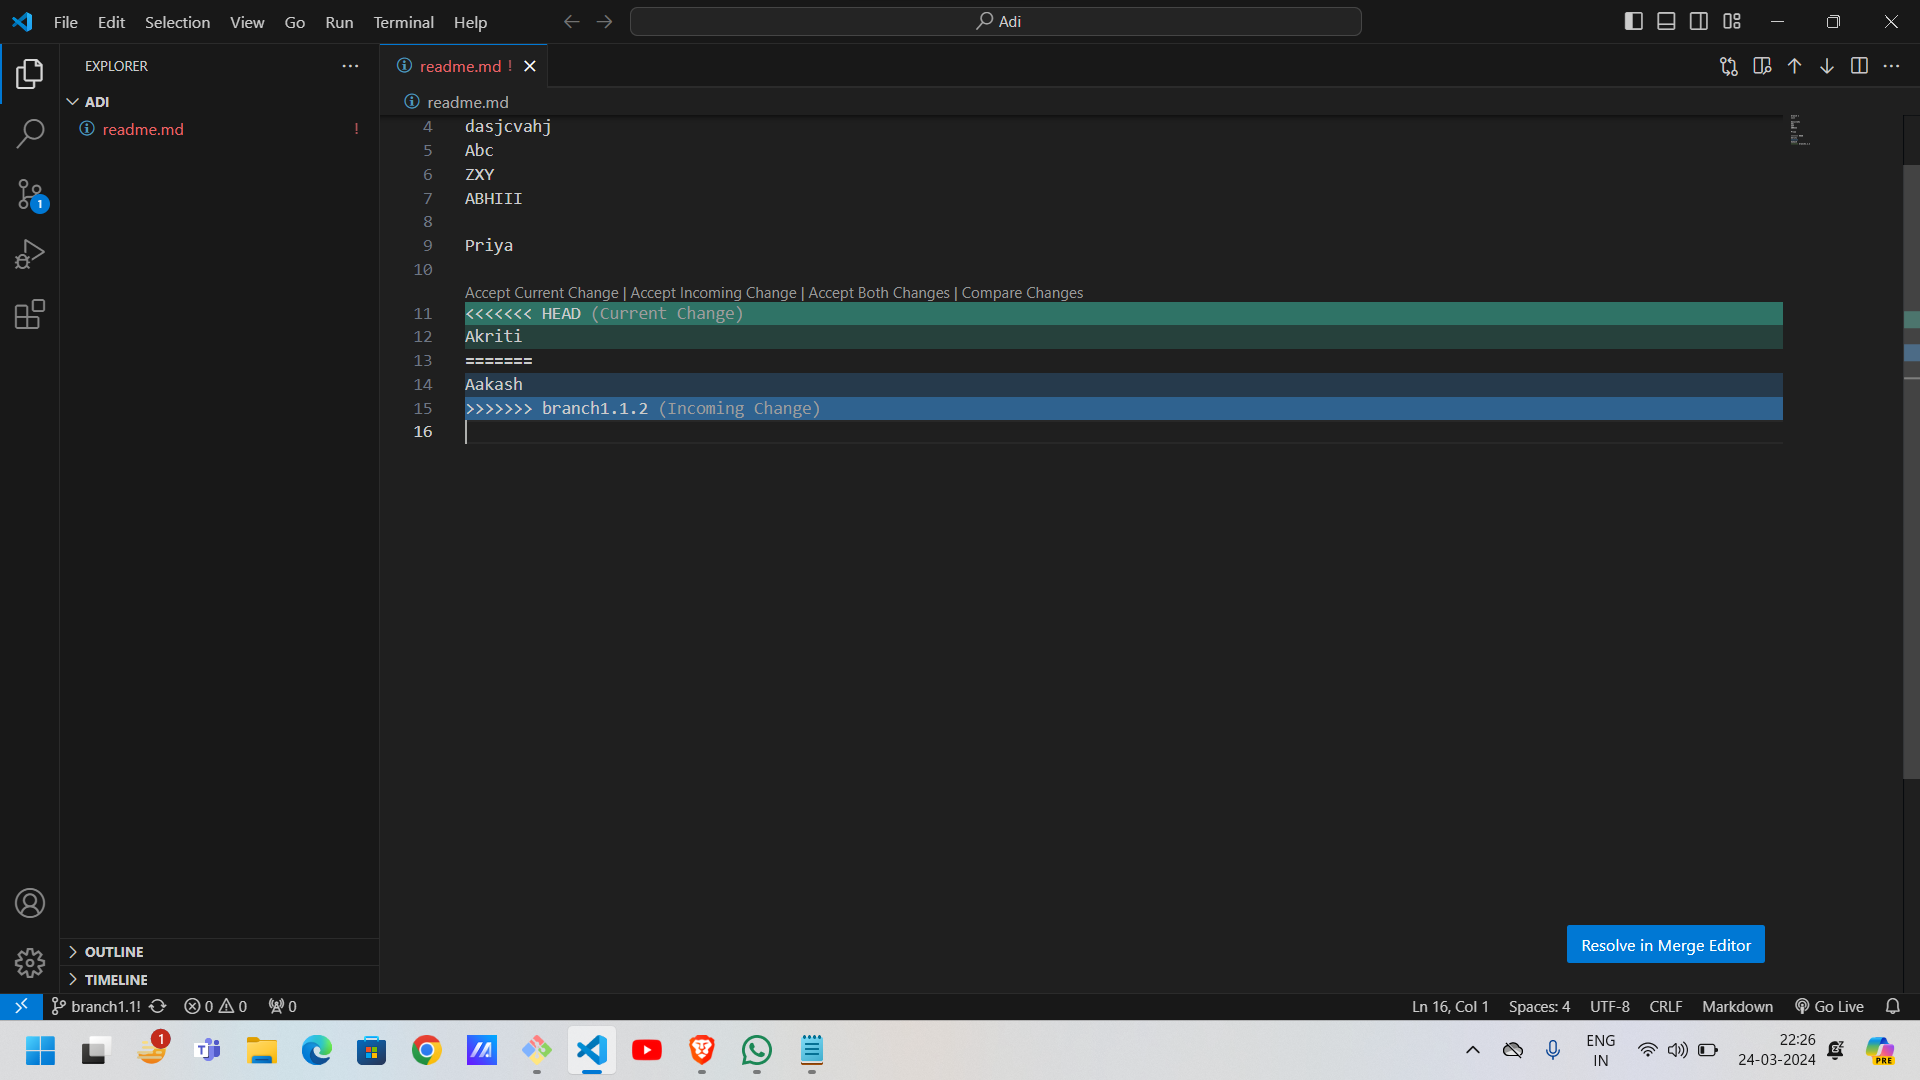 File Edit Selection View Go Run Terminal Help
Adi
EXPLORER
readme.md !
ADI
readme.md
readme.md !
4 dasjcvahj
5 Abc
6 ZXY
7 ABHIII
8
9 Priya
10
Accept Current Change | Accept Incoming Change | Accept Both Changes | Compare Changes
11 <<<<<<< HEAD (Current Change)
12 Akriti
13 =======
14 Aakash
15 >>>>>>> branch1.1.2 (Incoming Change)
16
1
Resolve in Merge Editor
OUTLINE
TIMELINE
branch1.1! 0 0 0
Ln 16, Col 1 Spaces: 4 UTF-8 CRLF Markdown Go Live
1
ENG
IN
22:26
24-03-2024
PRE